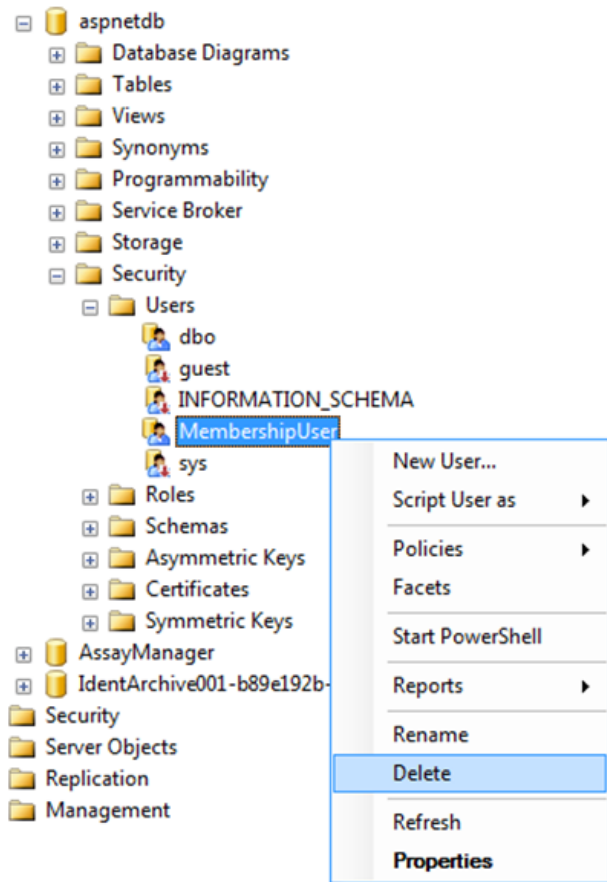 aspnetdb
Database Diagrams
Tables
Views
Synonyms
Programmability
Service Broker
Storage
Security
Users
dbo
guest
INFORMATION_SCHEMA
MembershipUser
sys
Roles
Schemas
Asymmetric Keys
Certificates
Symmetric Keys
AssayManager
IdentArchive001-b89e192b-
Security
Server Objects
Replication
Management
New User...
Script User as
Policies
Facets
Start PowerShell
Reports
Rename
Delete
Refresh
Properties